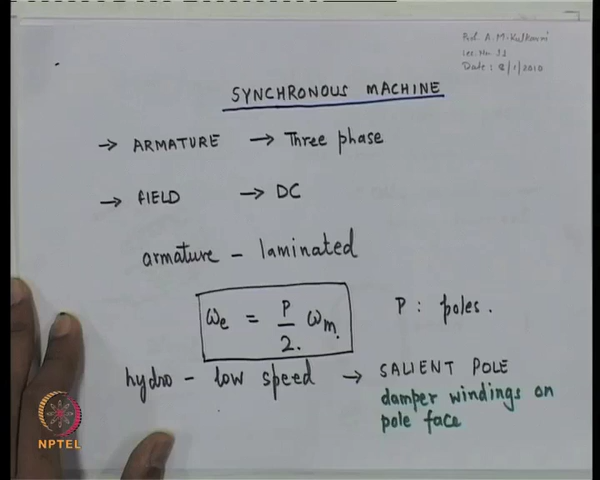 Prof. A.M.Kulkarni
Lec. No. 11
Date: 8/1/2010
SYNCHRONOUS MACHINE
→ ARMATURE → Three phase
→ FIELD → DC
armature - laminated
ωe = P/2. ωm. P: poles.
hydro - low speed → SALIENT POLE
damper windings on
pole face
NPTEL